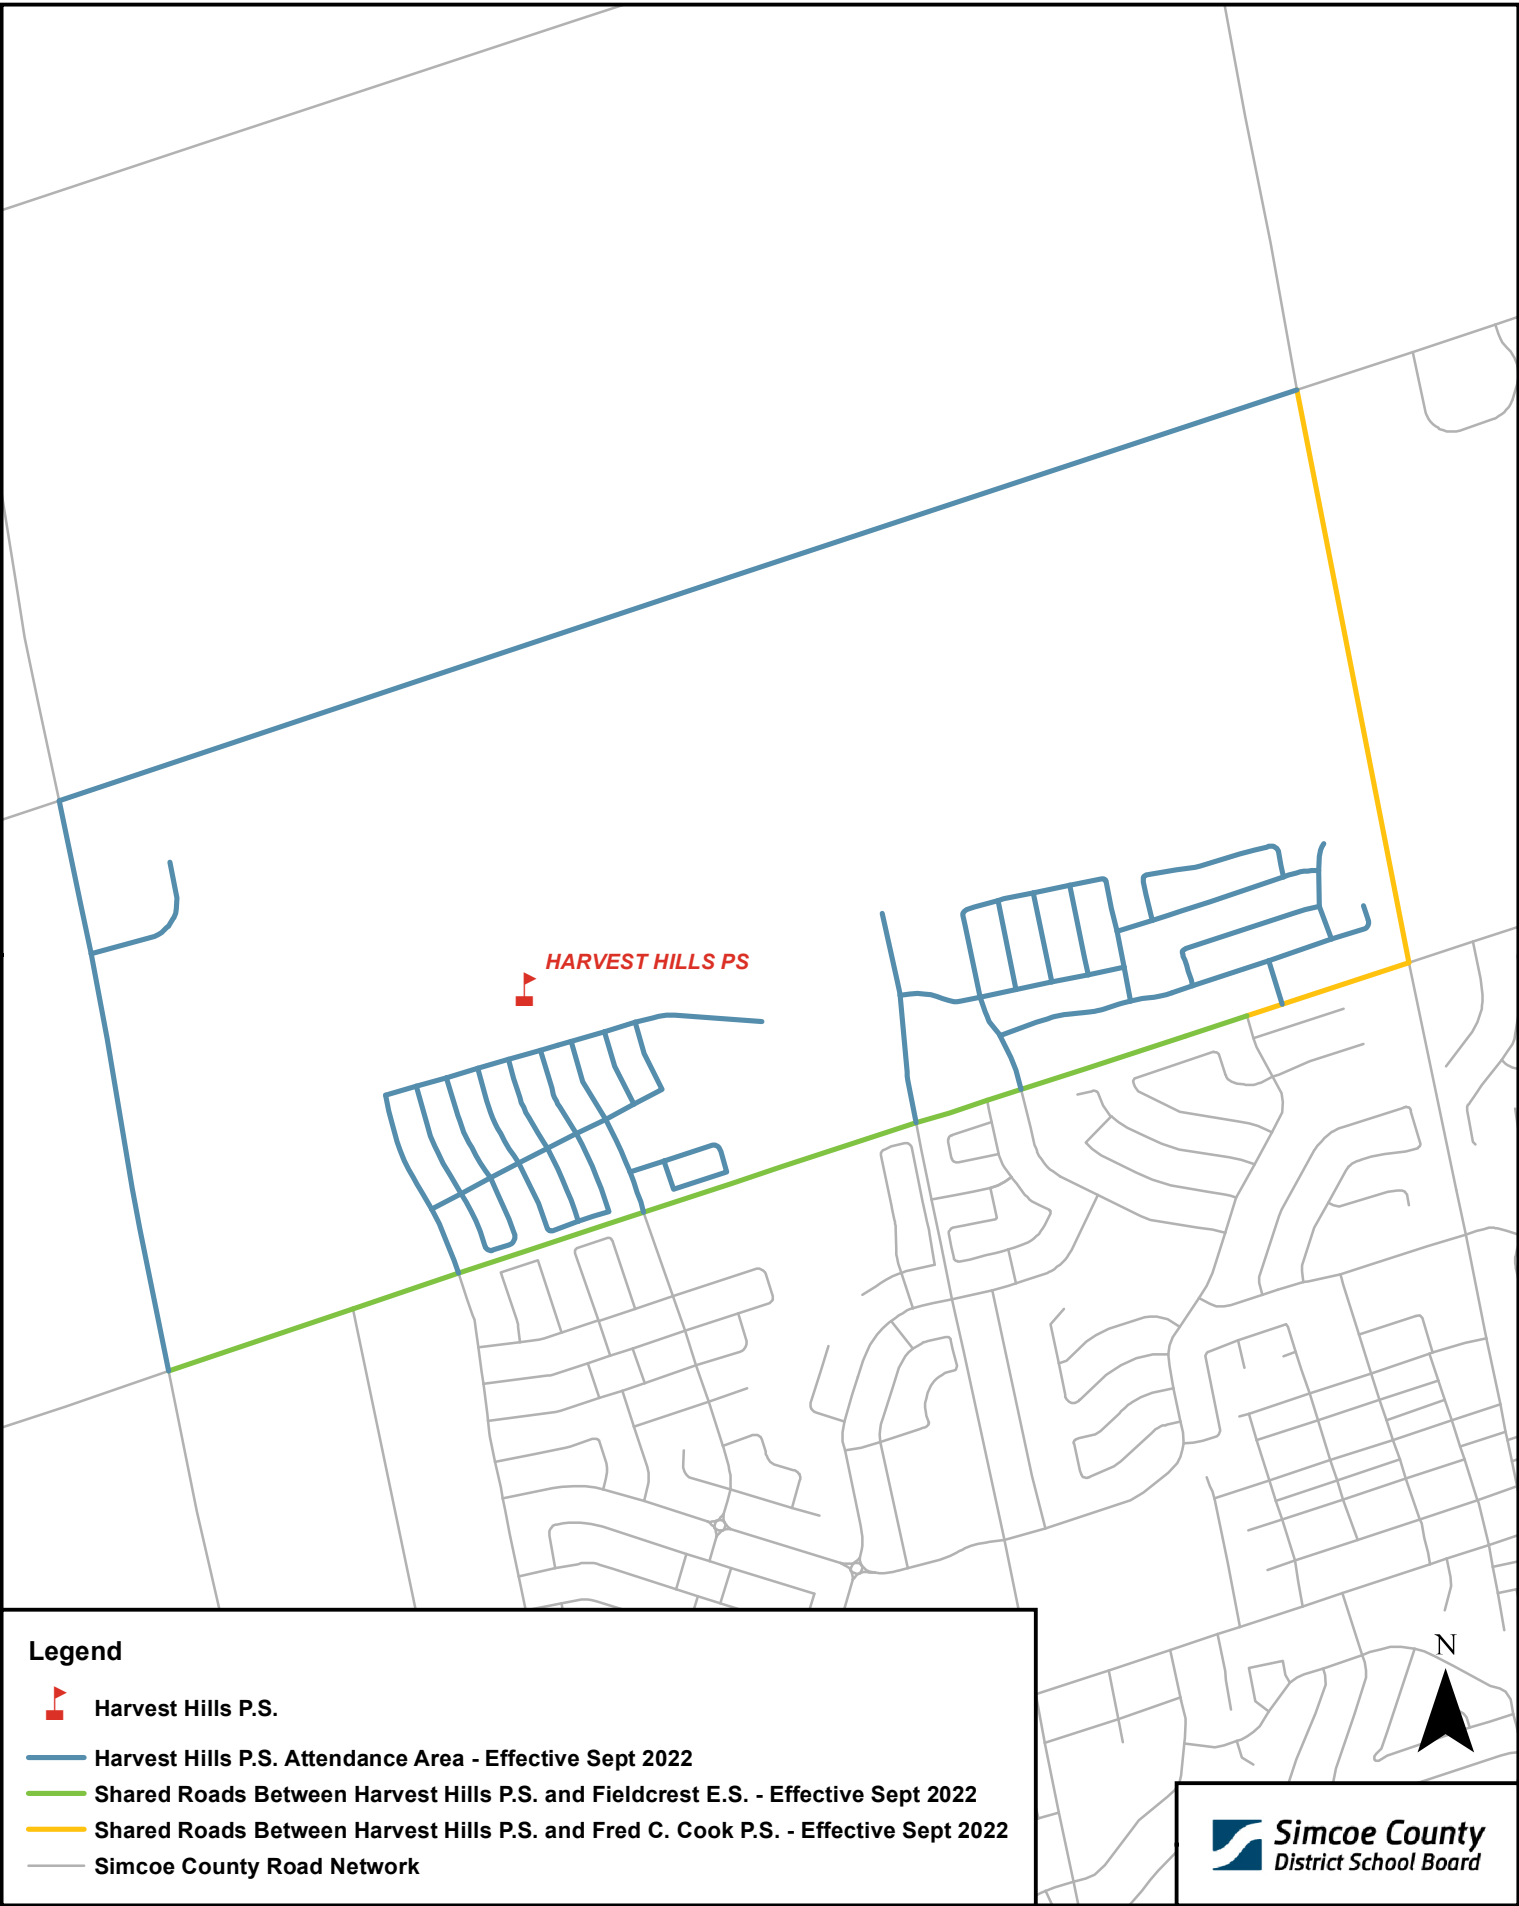 HARVEST HILLS PS
Legend
Harvest Hills P.S.
Harvest Hills P.S. Attendance Area - Effective Sept 2022
Shared Roads Between Harvest Hills P.S. and Fieldcrest E.S. - Effective Sept 2022
Shared Roads Between Harvest Hills P.S. and Fred C. Cook P.S. - Effective Sept 2022
Simcoe County Road Network
N
Simcoe County
District School Board